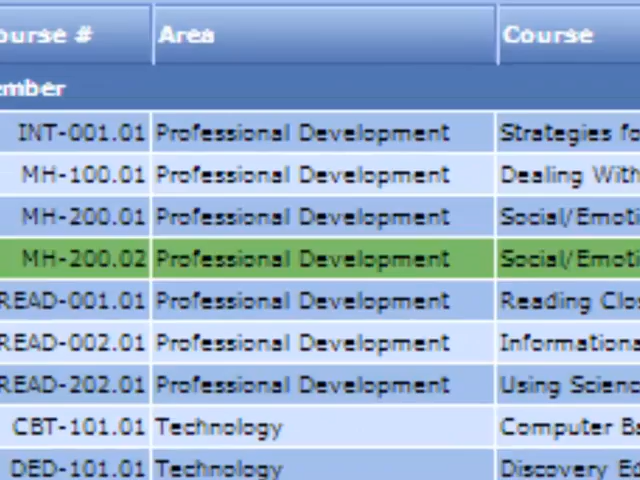 ourse # Area Course
ember
INT-001.01 Professional Development Strategies fo
MH-100.01 Professional Development Dealing With
MH-200.01 Professional Development Social/Emoti
MH-200.02 Professional Development Social/Emoti
READ-001.01 Professional Development Reading Clos
READ-002.01 Professional Development Informationa
READ-202.01 Professional Development Using Scienc
CBT-101.01 Technology Computer Ba
DED-101.01 Technology Discovery Ed